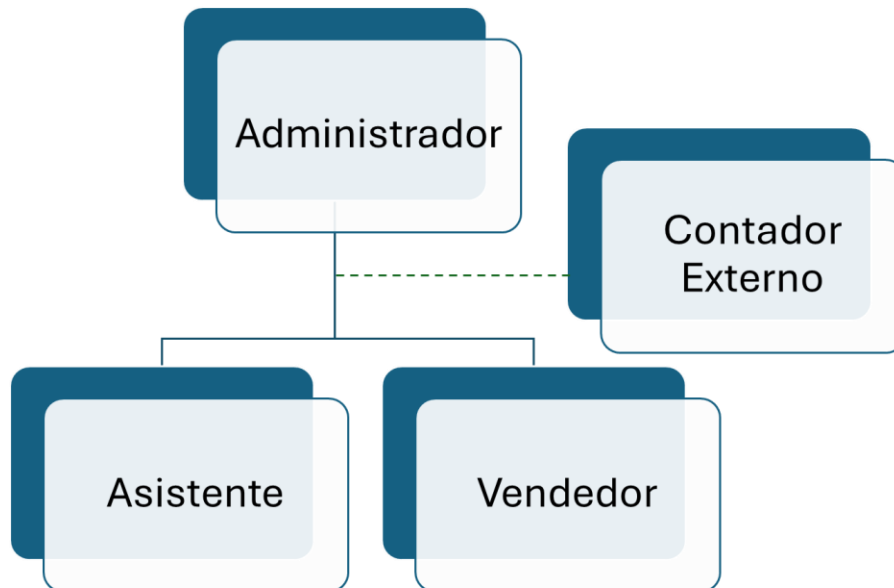 Administrador
Contador
Externo
Asistente
Vendedor